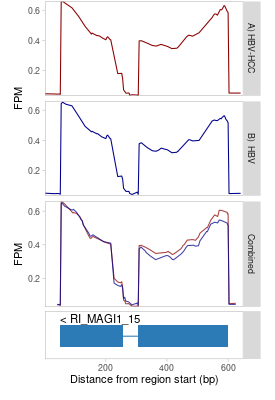 0.6
0.4
0.2
FPM
A) HBV-HCC
0.6
0.4
0.2
B) HBV
0.6
0.4
0.2
FPM
Combined
< RI_MAGI1_15
200 400 600
Distance from region start (bp)